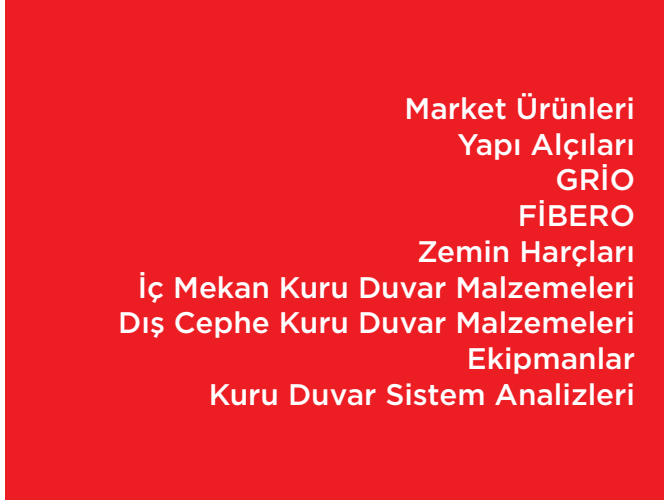 Market Ürünleri
Yapı Alçıları
GRİO
FİBERO
Zemin Harçları
İç Mekan Kuru Duvar Malzemeleri
Dış Cephe Kuru Duvar Malzemeleri
Ekipmanlar
Kuru Duvar Sistem Analizleri